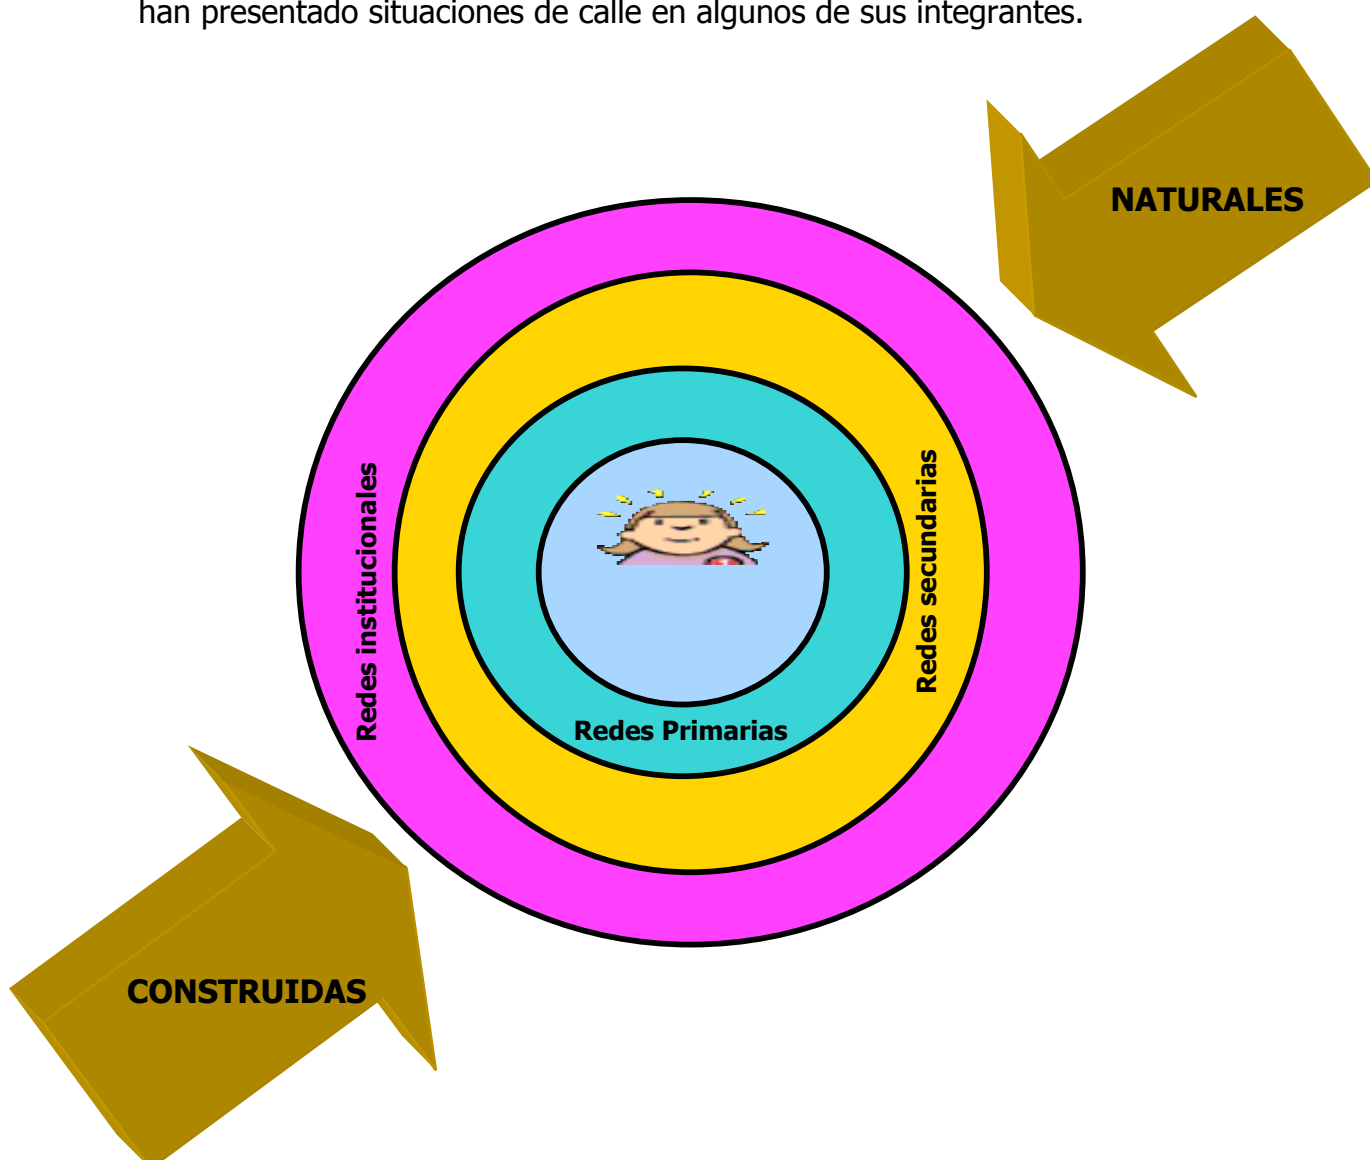 han presentado situaciones de calle en algunos de sus integrantes.
NATURALES
Redes institucionales
Redes secundarias
Redes Primarias
CONSTRUIDAS